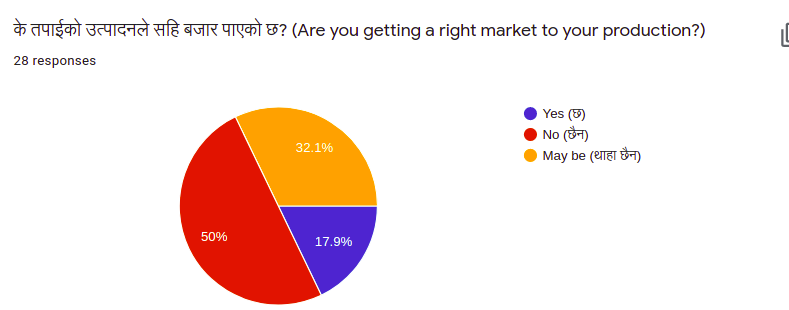 के तपाईको उत्पादनले सहि बजार पाएको छ? (Are you getting a right market to your production?)
28 responses
Yes (छ)
No (छैन)
May be (थाहा छैन)
32.1%
50%
17.9%